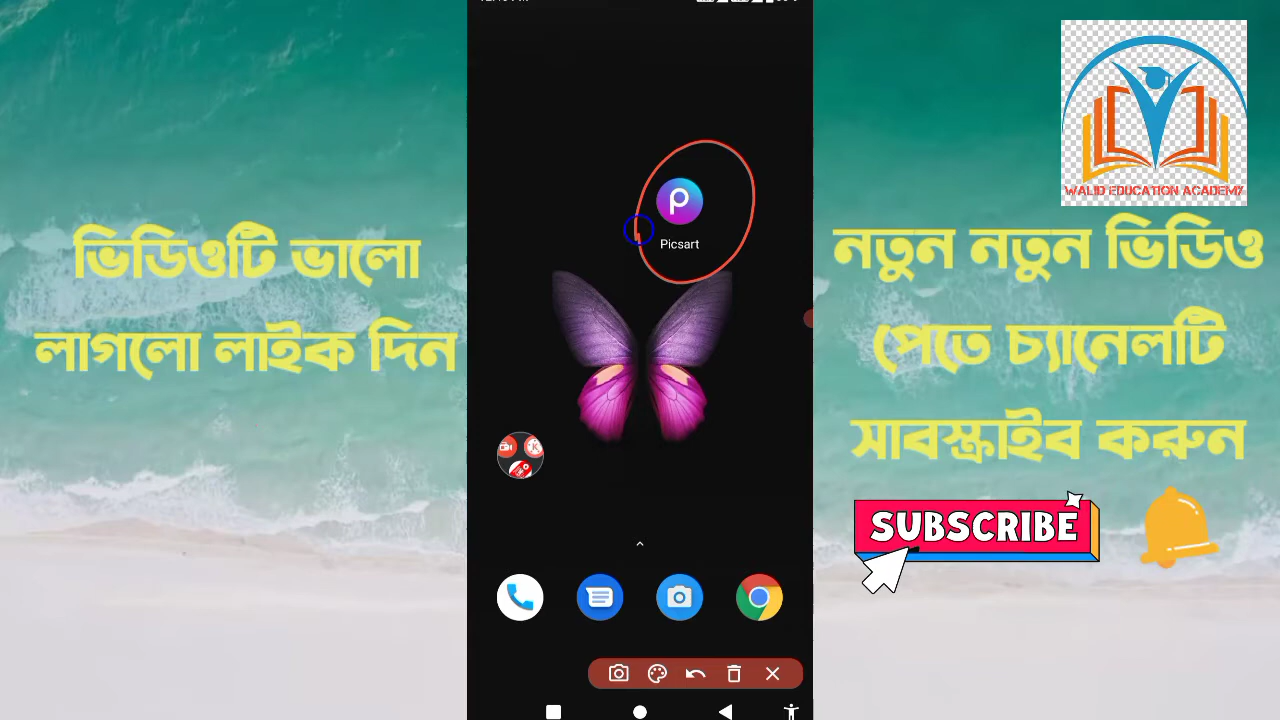 WALID EDUCATION ACADEMY
ভিডিওটি ভালো
লাগলো লাইক দিন
Picsart
নতুন নতুন ভিডিও
পেতে চ্যানেলটি
সাবস্ক্রাইব করুন
SUBSCRIBE